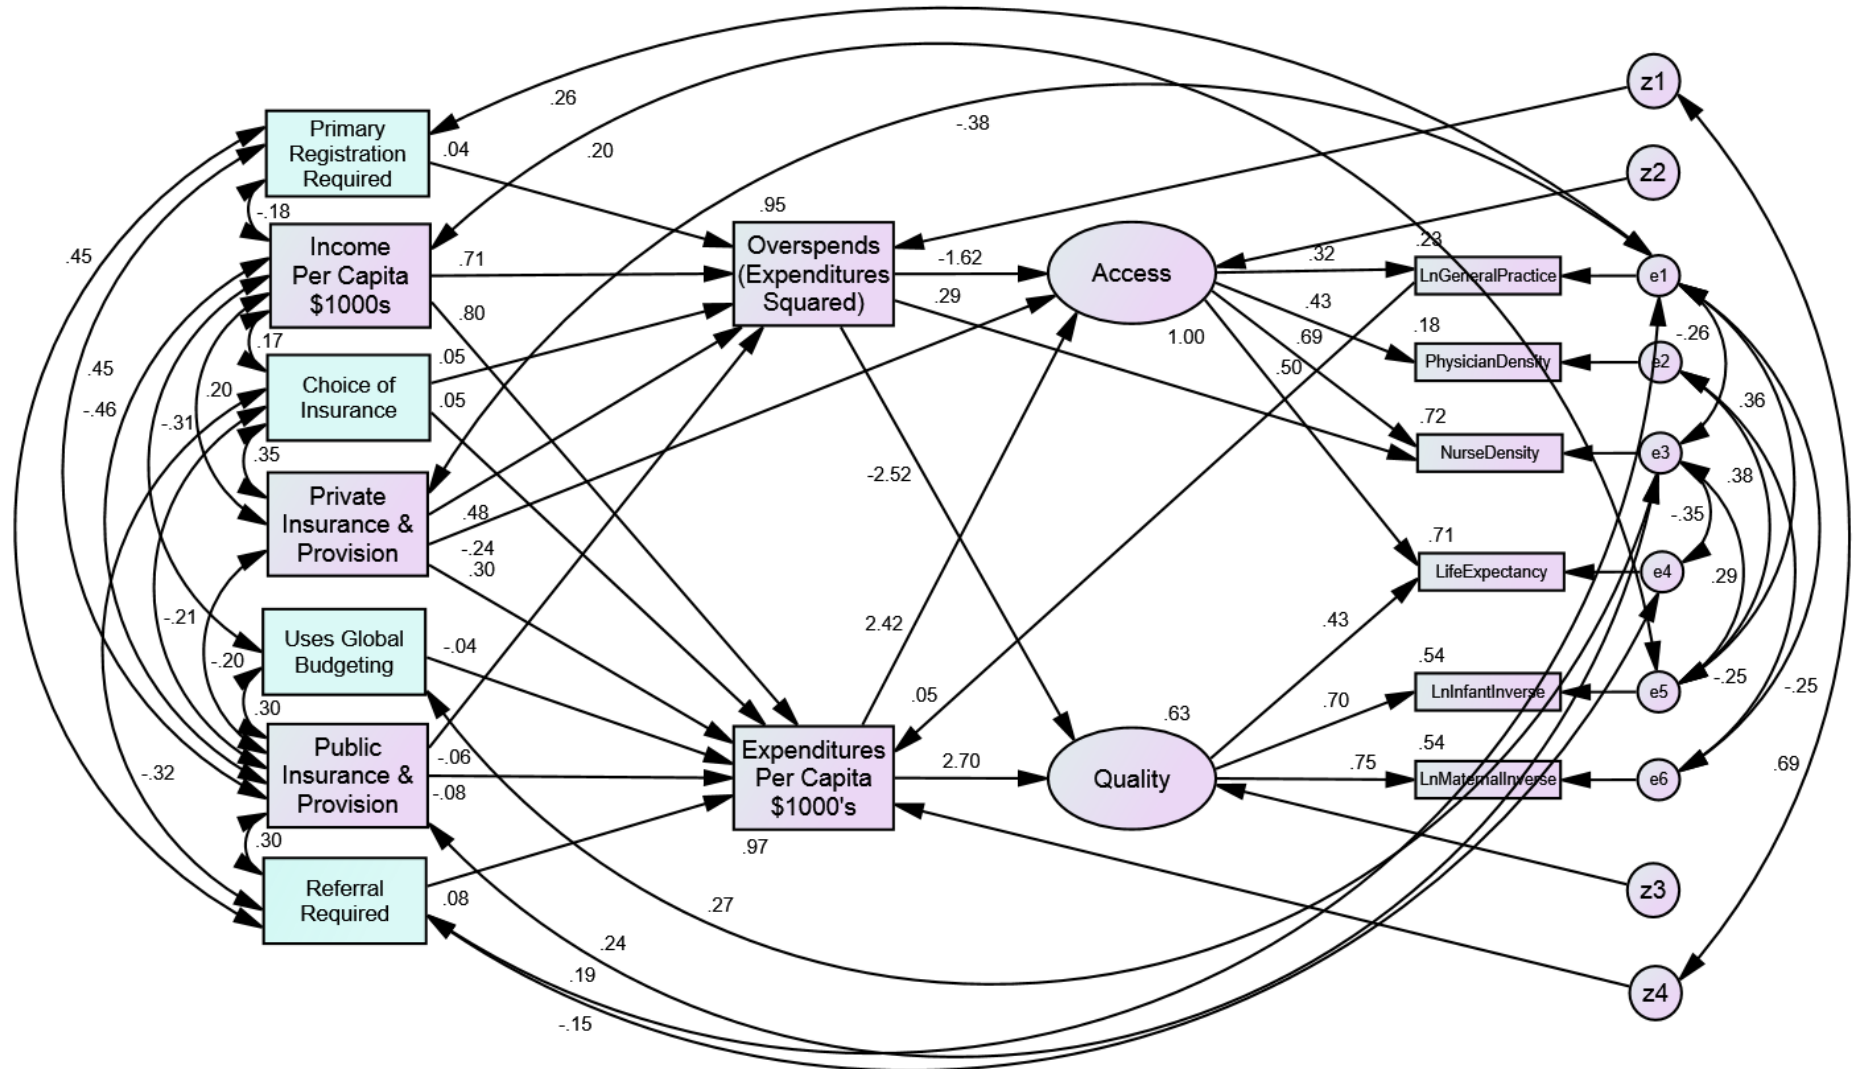 z1
.26
-.38
Primary
Registration
Required
.04
.20
z2
-.18
.95
.45
Income
Per Capita
$1000s
.71
Overspends
(Expenditures
Squared)
-1.62
Access
.32
.23
LnGeneralPractice
e1
.29
.80
.43
.17
1.00
.69
.18
-.26
.45
.05
PhysicianDensity
e2
.50
Choice of
Insurance
.20
-.46
.05
.36
-.31
.72
.35
NurseDensity
e3
-2.52
.38
Private
Insurance &
Provision
.48
-.35
-.24
.71
.30
LifeExpectancy
e4
.29
-.21
2.42
.43
Uses Global
Budgeting
-.04
.54
-.20
-.25
-.25
LnInfantInverse
e5
.05
.70
.30
.63
Public
Insurance &
Provision
-.06
-.08
Expenditures
Per Capita
$1000's
2.70
Quality
.75
.54
LnMaternalInverse
e6
.69
-.32
.30
.97
Referral
Required
.08
.27
z3
.24
.19
z4
-.15